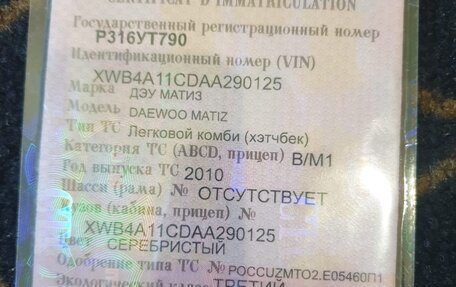 CERTIFICAT D'IMMATRICULATION
Государственный регистрационный номер
Р316УТ790
Идентификационный номер (VIN)
XWB4A11CDAA290125
Марка ДЭУ МАТИЗ
Модель DAEWOO MATIZ
Тип ТС Легковой комби (хэтчбек)
Категория ТС (ABCD, прицеп) B/M1
Год выпуска ТС 2010
Шасси (рама) № ОТСУТСТВУЕТ
Кузов (кабина, прицеп) №
XWB4A11CDAA290125
Цвет СЕРЕБРИСТЫЙ
Одобрение типа ТС № РОССUZМТО2.Е05460П1
Экологический класс ТРЕТИЙ